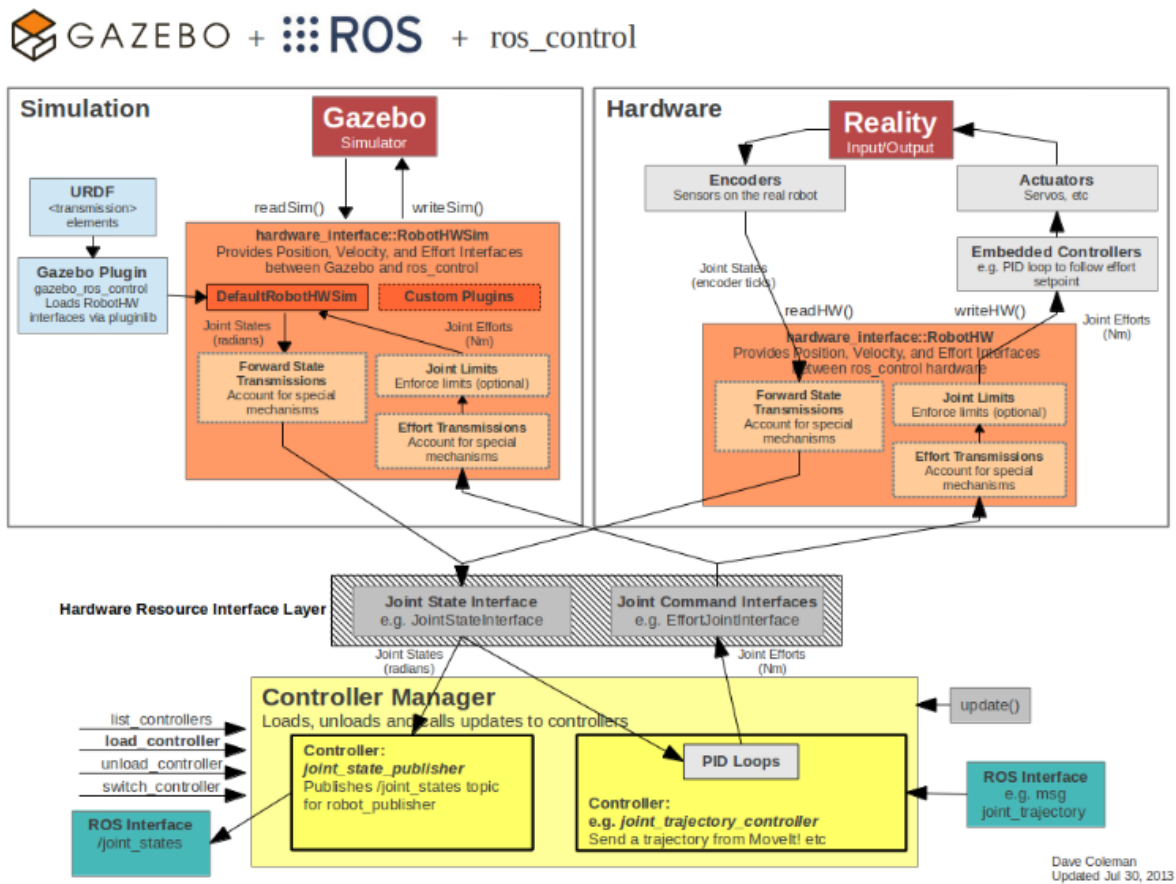 GAZEBO + ROS + ros_control
Simulation
Gazebo
Simulator
URDF
<transmission>
elements
readSim()
writeSim()
Gazebo Plugin
gazebo_ros_control
Loads RobotHW
interfaces via pluginlib
hardware_interface::RobotHWSim
Provides Position, Velocity, and Effort Interfaces
between Gazebo and ros_control
DefaultRobotHWSim
Custom Plugins
Joint States
(radians)
Joint Efforts
(Nm)
Forward State
Transmissions
Account for special
mechanisms
Joint Limits
Enforce limits (optional)
Effort Transmissions
Account for special
mechanisms
Hardware
Reality
Input/Output
Encoders
Sensors on the real robot
Actuators
Servos, etc
Embedded Controllers
e.g. PID loop to follow effort
setpoint
Joint States
(encoder ticks)
readHW()
writeHW()
Joint Efforts
(Nm)
hardware_interface::RobotHW
Provides Position, Velocity, and Effort Interfaces
between ros_control hardware
Forward State
Transmissions
Account for special
mechanisms
Joint Limits
Enforce limits (optional)
Effort Transmissions
Account for special
mechanisms
Hardware Resource Interface Layer
Joint State Interface
e.g. JointStateInterface
Joint Command Interfaces
e.g. EffortJointInterface
Joint States
(radians)
Joint Efforts
(Nm)
Controller Manager
Loads, unloads and calls updates to controllers
list_controllers
load_controller
unload_controller
switch_controller
update()
Controller:
joint_state_publisher
Publishes /joint_states topic
for robot_publisher
PID Loops
Controller:
e.g. joint_trajectory_controller
Send a trajectory from MoveIt! etc
ROS Interface
e.g. msg
joint_trajectory
ROS Interface
/joint_states
Dave Coleman
Updated Jul 30, 2013